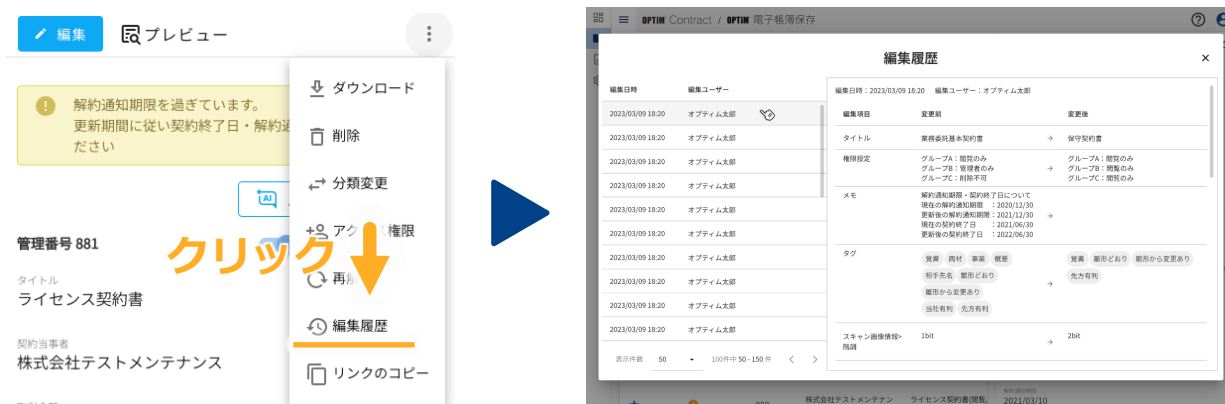 編集
プレビュー
解約通知期限を過ぎています。
更新期間に従い契約終了日・解約通
ださい
AI
管理番号 881
タイトル
ライセンス契約書
契約当事者
株式会社テストメンテナンス
ダウンロード
削除
分類変更
権限
編集履歴
リンクのコピー
クリック
OPTiM Contract / OPTiM 電子帳簿保存
編集履歴
編集日時 編集ユーザー
2023/03/09 18:20 オプティム太郎
2023/03/09 18:20 オプティム太郎
2023/03/09 18:20 オプティム太郎
2023/03/09 18:20 オプティム太郎
2023/03/09 18:20 オプティム太郎
2023/03/09 18:20 オプティム太郎
2023/03/09 18:20 オプティム太郎
2023/03/09 18:20 オプティム太郎
2023/03/09 18:20 オプティム太郎
2023/03/09 18:20 オプティム太郎
表示件数 50 100件中 50 - 150 件
編集日時:2023/03/09 18:20 編集ユーザー:オプティム太郎
編集項目 変更前 変更後
タイトル 業務委託基本契約書 → 保守契約書
権限設定 グループA:閲覧のみ グループA:閲覧のみ
グループB:管理者のみ → グループB:閲覧のみ
グループC:削除不可 グループC:閲覧のみ
メモ 解約通知期限・契約終了日について
現在の解約通知期限 :2020/12/30
更新後の解約通知期限:2021/12/30 →
現在の契約終了日 :2021/06/30
更新後の契約終了日 :2022/06/30
タグ 覚書 商材 事業 概要 覚書 雛形どおり 雛形から変更あり
相手先名 雛形どおり → 先方有利
雛形から変更あり
当社有利 先方有利
スキャン画像情報> 1bit → 2bit
階調
株式会社テストメンテナン ライセンス契約書(閲覧,
2021/03/10